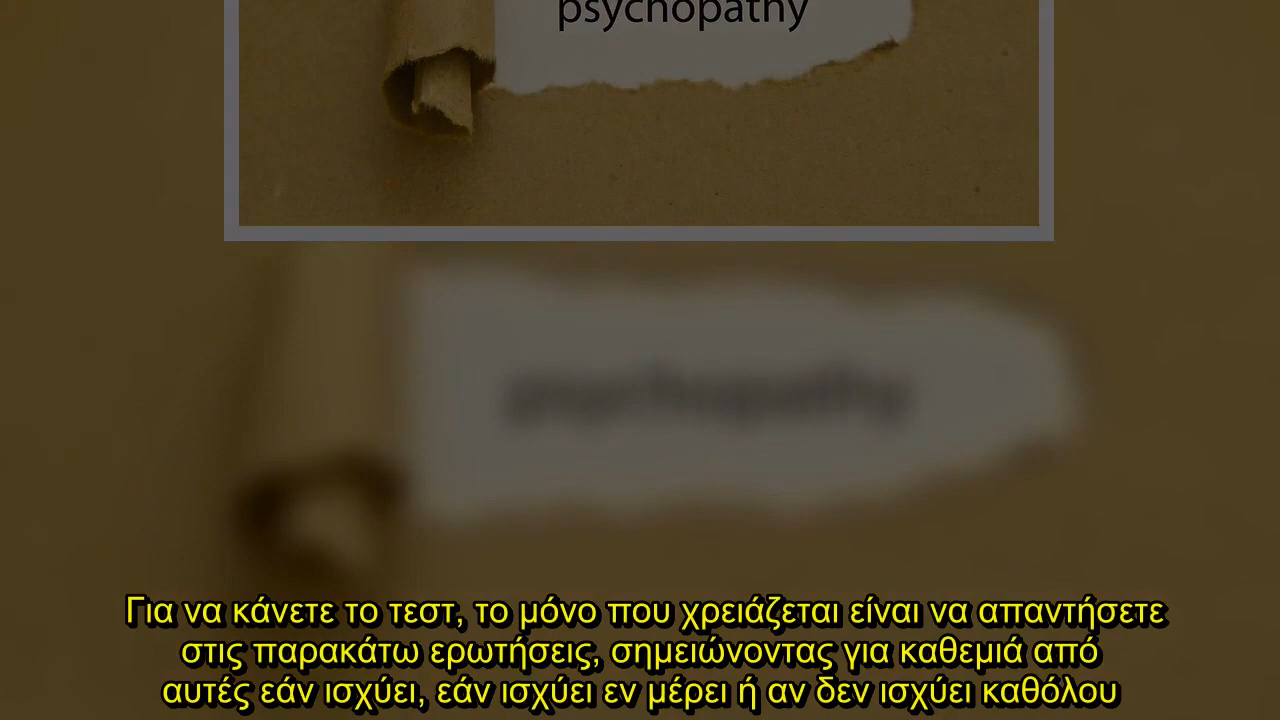 psychopathy
psychopathy
Για να κάνετε το τεστ, το μόνο που χρειάζεται είναι να απαντήσετε
στις παρακάτω ερωτήσεις, σημειώνοντας για καθεμιά από
αυτές εάν ισχύει, εάν ισχύει εν μέρει ή αν δεν ισχύει καθόλου